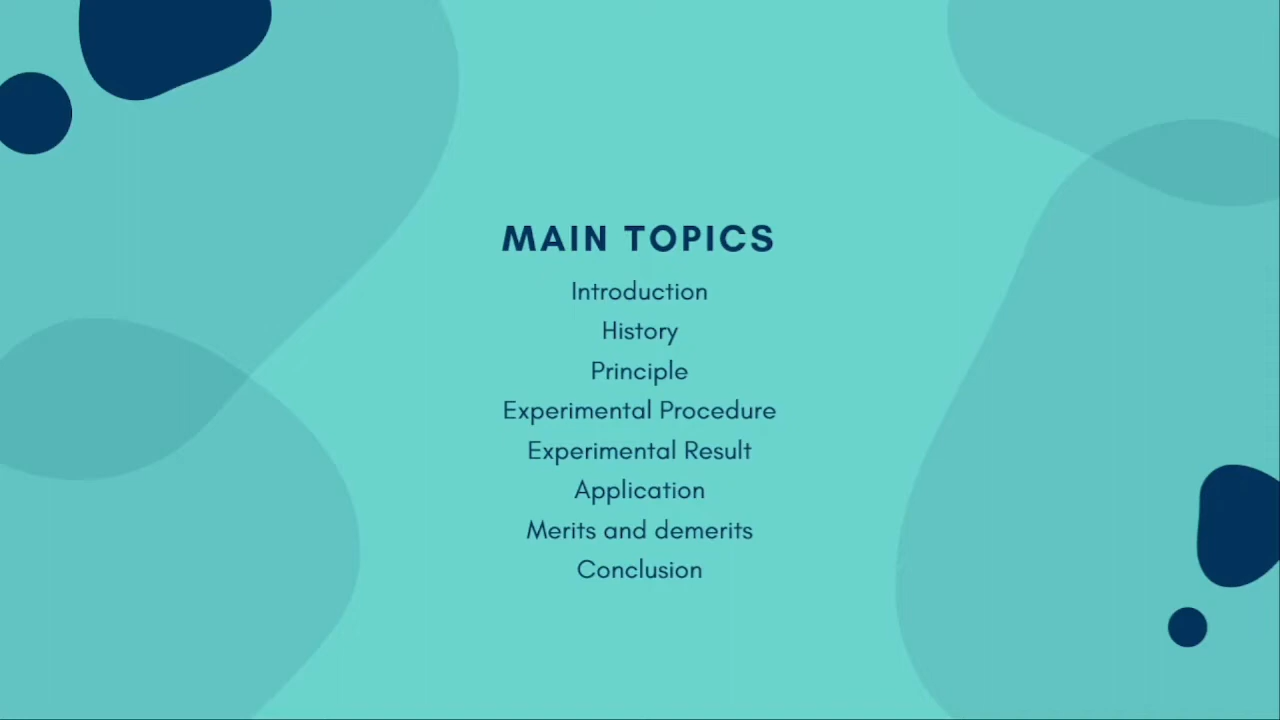 MAIN TOPICS
Introduction
History
Principle
Experimental Procedure
Experimental Result
Application
Merits and demerits
Conclusion